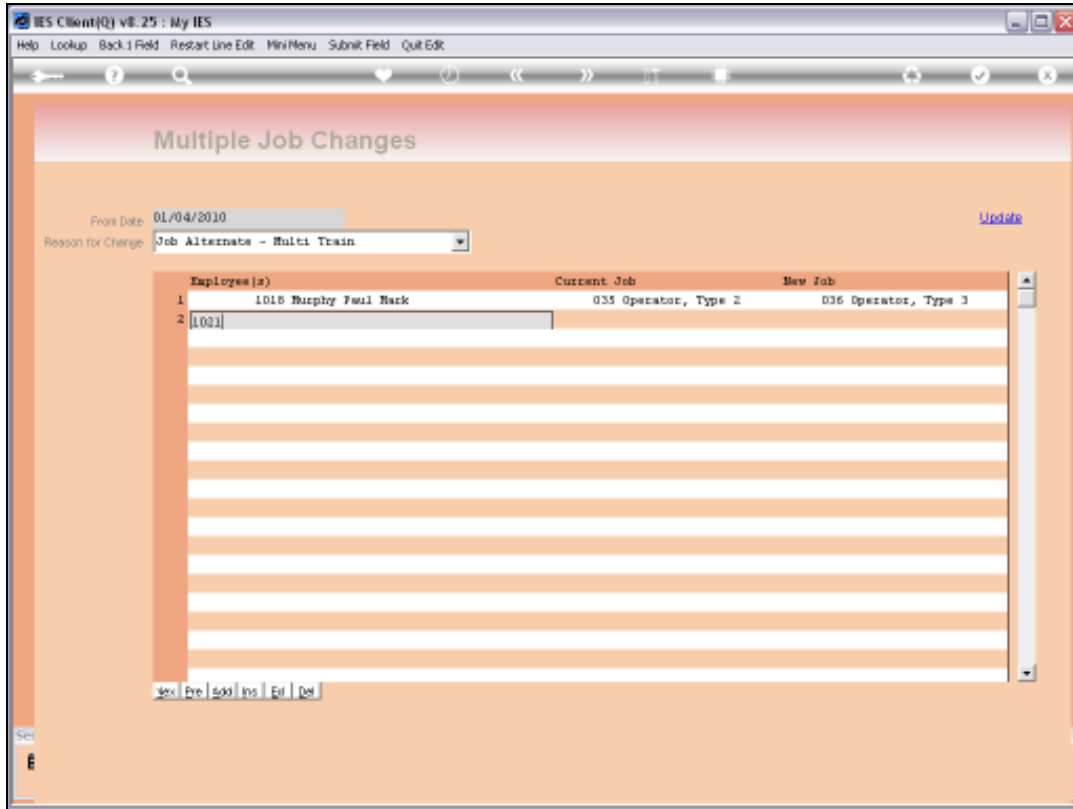 IES Client(Q) v8.25 : My IES
Help Lookup Back 1 Field Restart Line Edit MiniMenu Submit Field Quit Edit
Multiple Job Changes
From Date 01/04/2010 Update
Reason for Change Job Alternate - Multi Train
Employee(s) Current Job New Job
1 1018 Murphy Paul Mark 035 Operator, Type 2 036 Operator, Type 3
2 1021
Nex Pre Add Ins Ext Del